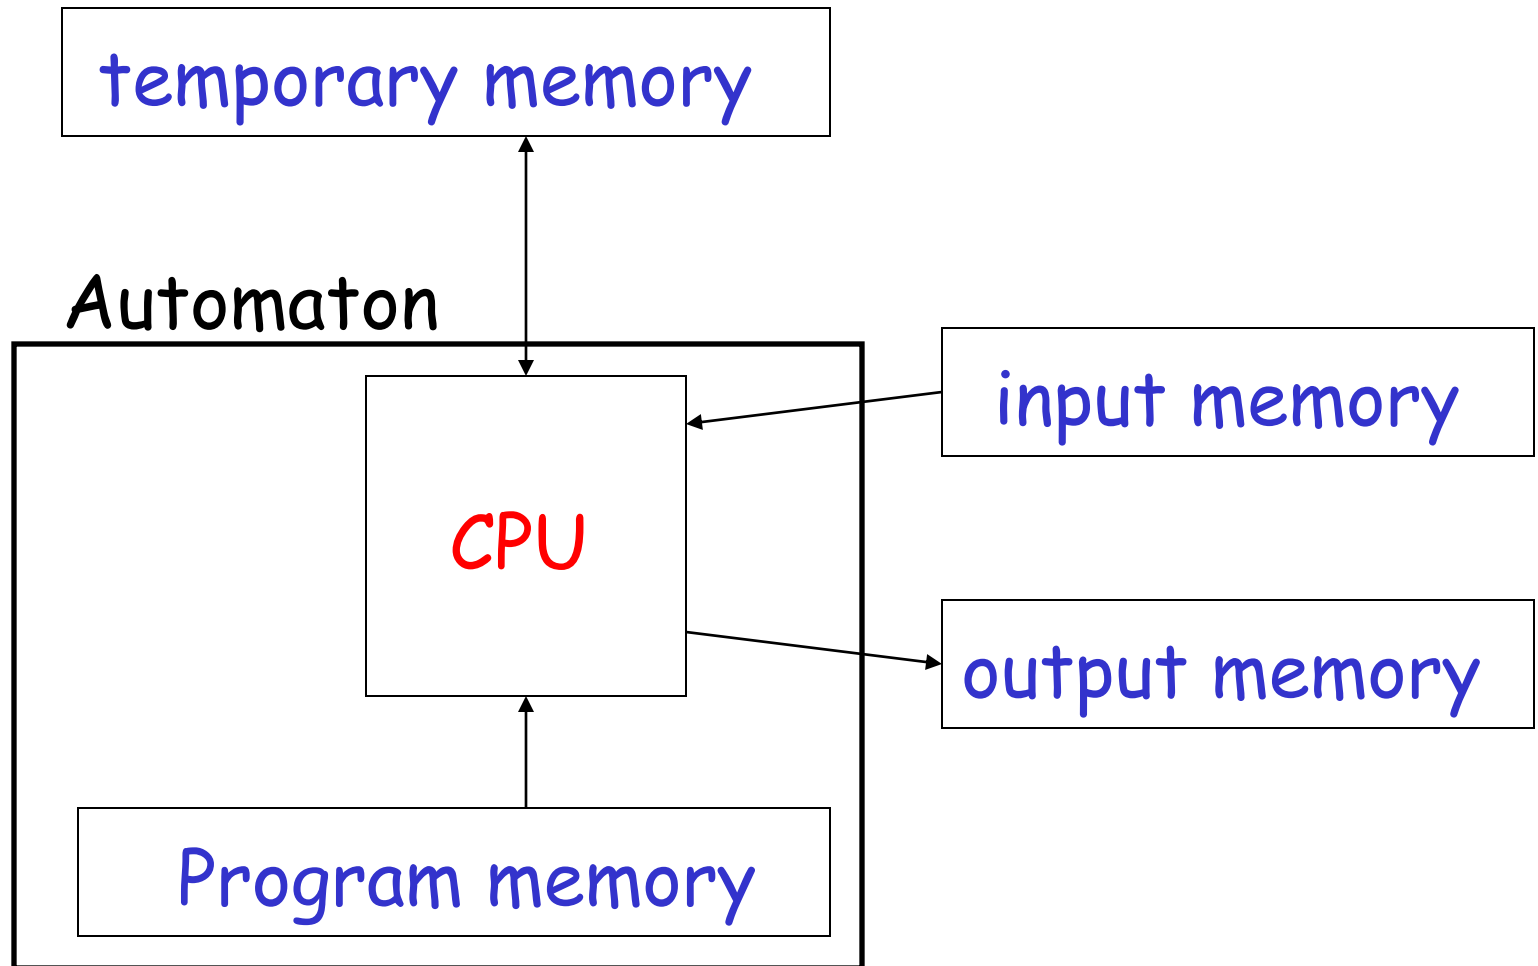 temporary memory
Automaton
input memory
CPU
output memory
Program memory